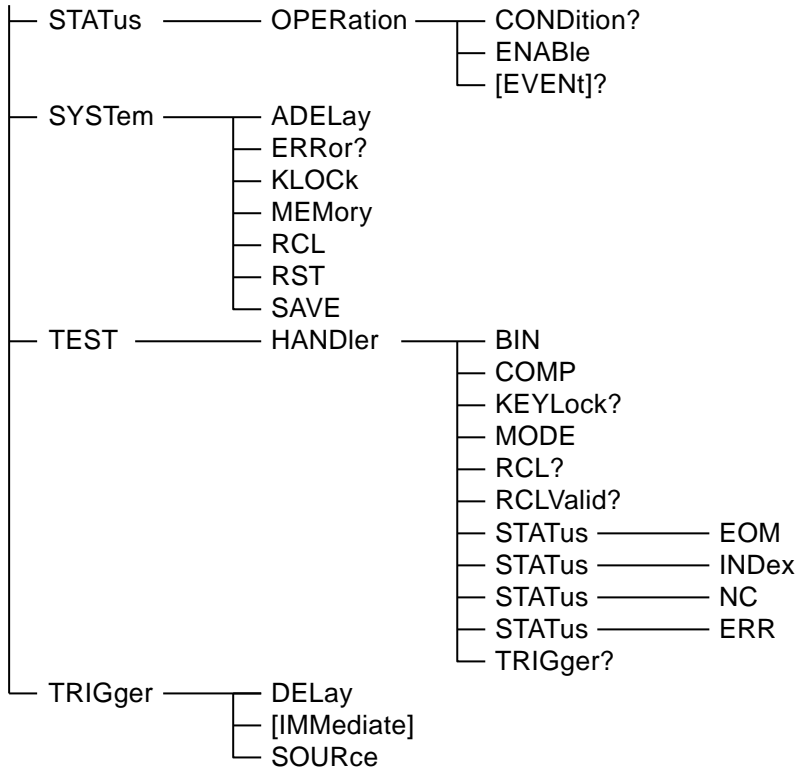 STATus OPERation CONDition?
ENABle
[EVENt]?
SYSTem ADELay
ERRor?
KLOCk
MEMory
RCL
RST
SAVE
TEST HANDler BIN
COMP
KEYLock?
MODE
RCL?
RCLValid?
STATus EOM
STATus INDex
STATus NC
STATus ERR
TRIGger?
TRIGger DELay
[IMMediate]
SOURce